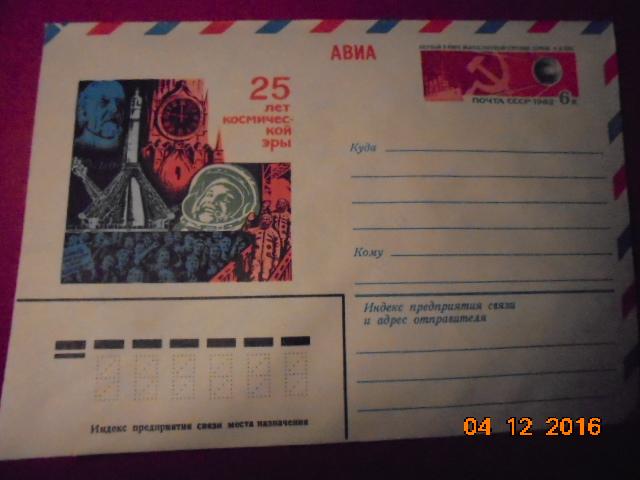 АВИА
ПОЧТА СССР 1982 6к
25
лет
космичес-
кой
эры
Куда
Кому
Индекс предприятия связи
и адрес отправителя
Индекс предприятия связи места назначения
04 12 2016